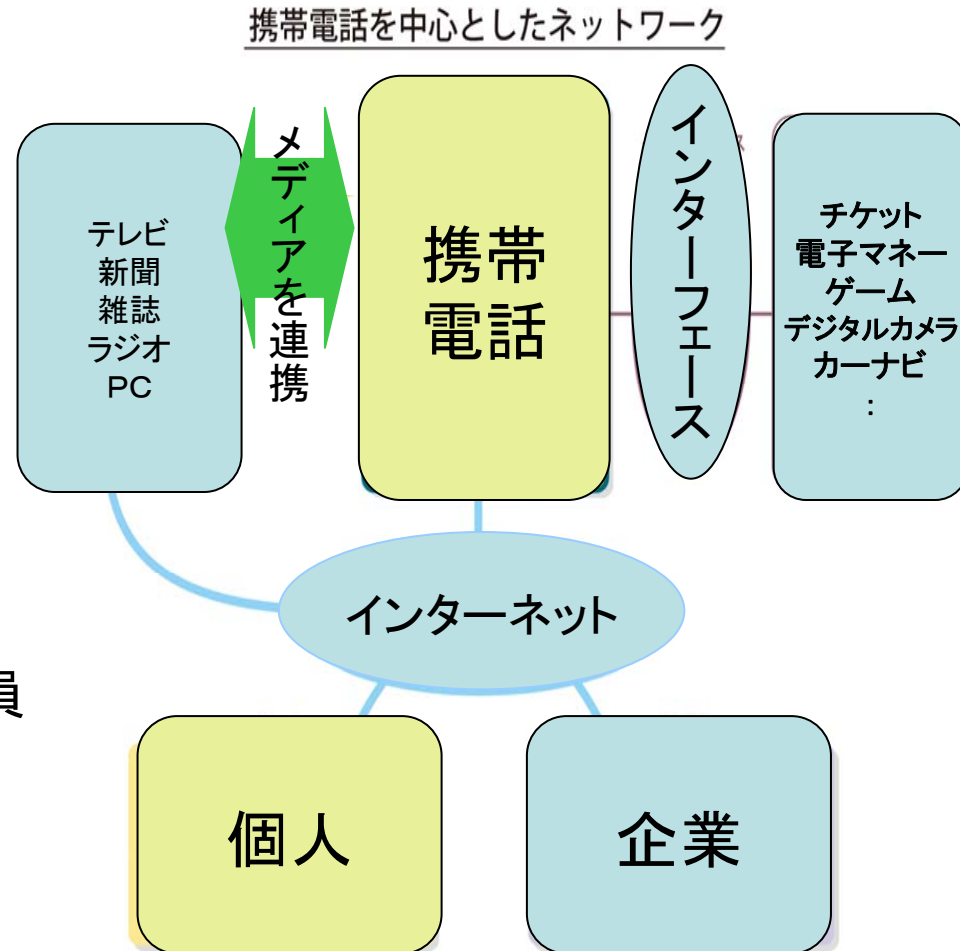 携帯電話を中心としたネットワーク
テレビ
新聞
雑誌
ラジオ
PC
メディアを連携
携帯
電話
インターフェース
チケット
電子マネー
ゲーム
デジタルカメラ
カーナビ
：
インターネット
員
個人
企業